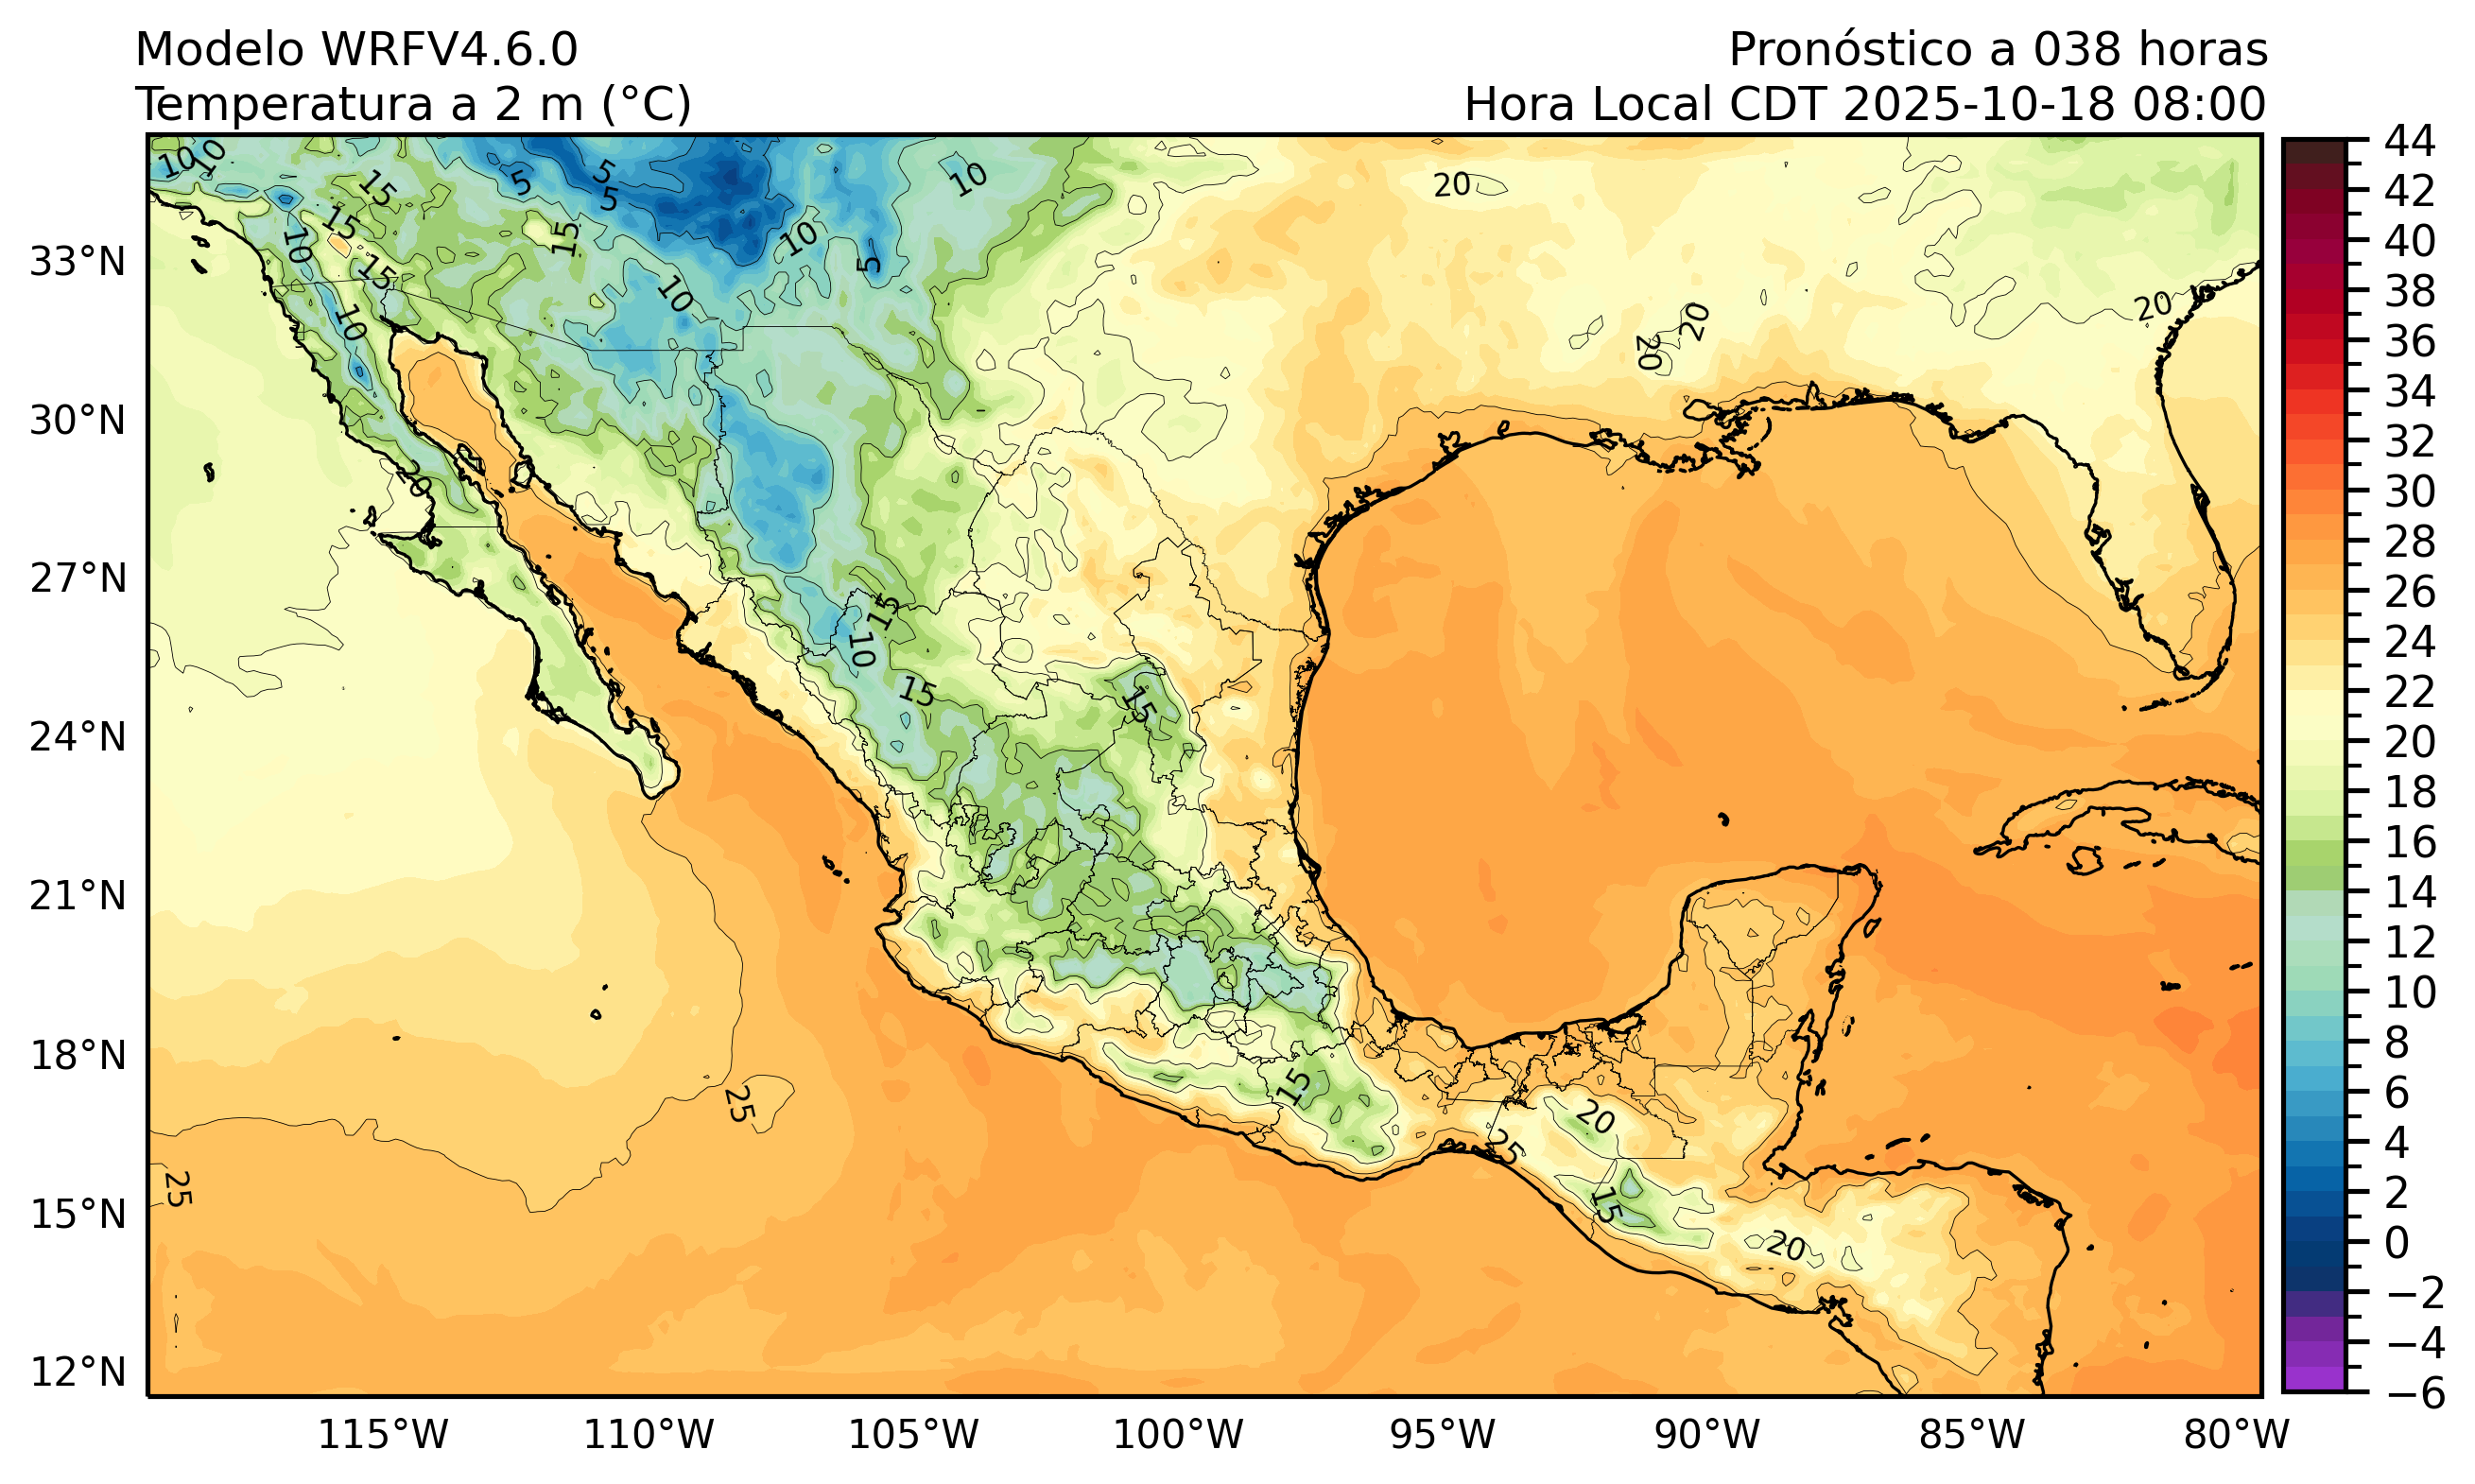 Modelo WRFV4.6.0
Pronóstico a 038 horas
Temperatura a 2 m (°C)
Hora Local CDT 2025-10-18 08:00
44
42
40
38
36
34
32
30
28
26
24
22
20
18
16
14
12
10
8
6
4
2
0
−2
−4
−6
33°N
30°N
27°N
24°N
21°N
18°N
15°N
12°N
115°W
110°W
105°W
100°W
95°W
90°W
85°W
80°W
10
10
15
5
5
5
10
20
15
15
10
10
5
15
10
10
20
20
20
20
15
10
15
15
25
15
20
25
25
15
20